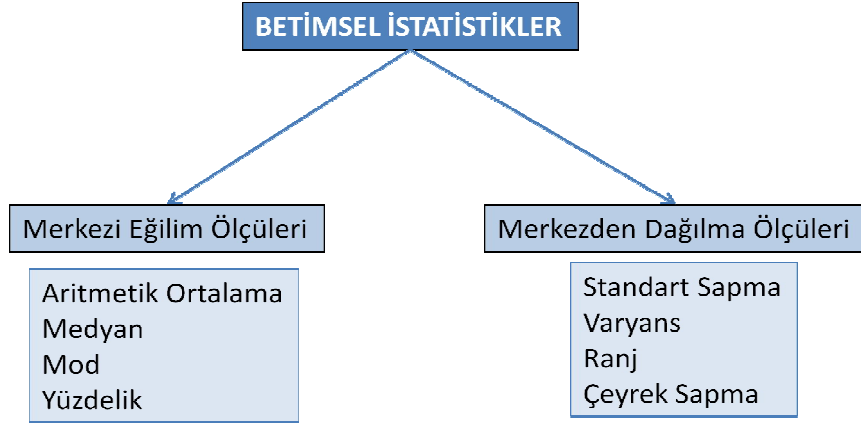 BETİMSEL İSTATİSTİKLER
Merkezi Eğilim Ölçüleri
Aritmetik Ortalama
Medyan
Mod
Yüzdelik
Merkezden Dağılma Ölçüleri
Standart Sapma
Varyans
Ranj
Çeyrek Sapma